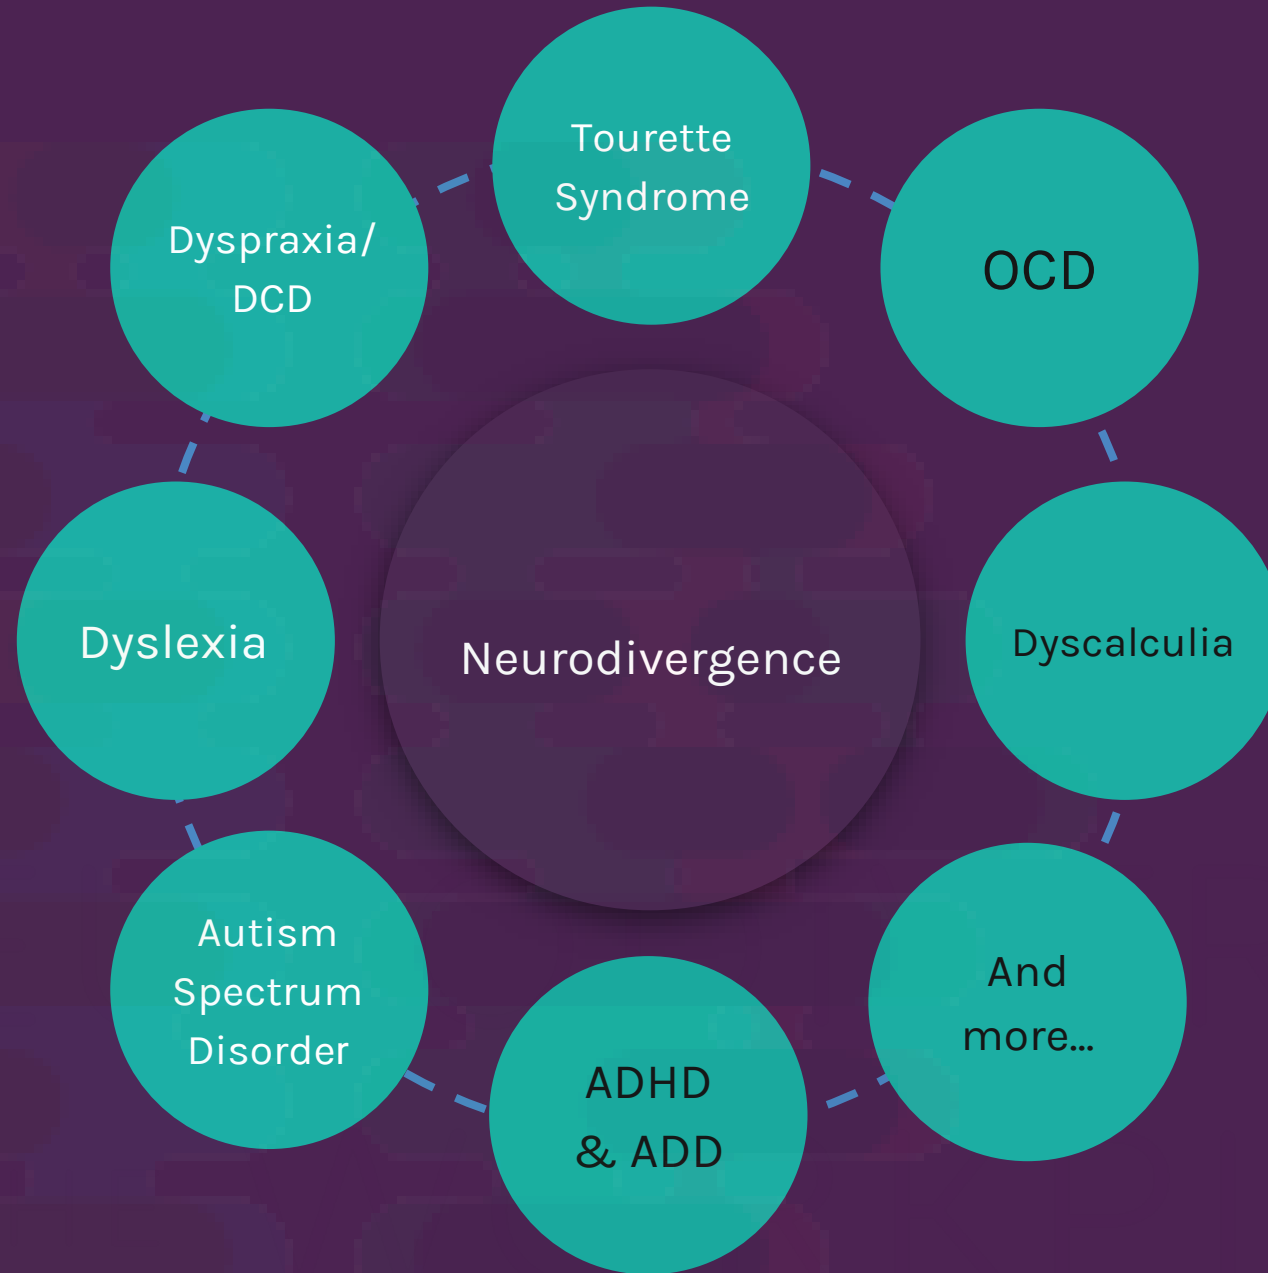 Tourette
Syndrome
OCD
Dyspraxia/
DCD
Dyslexia
Neurodivergence
Dyscalculia
Autism
Spectrum
Disorder
And
more...
ADHD
& ADD